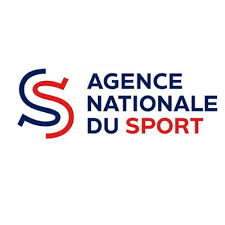 AGENCE
NATIONALE
DU SPORT